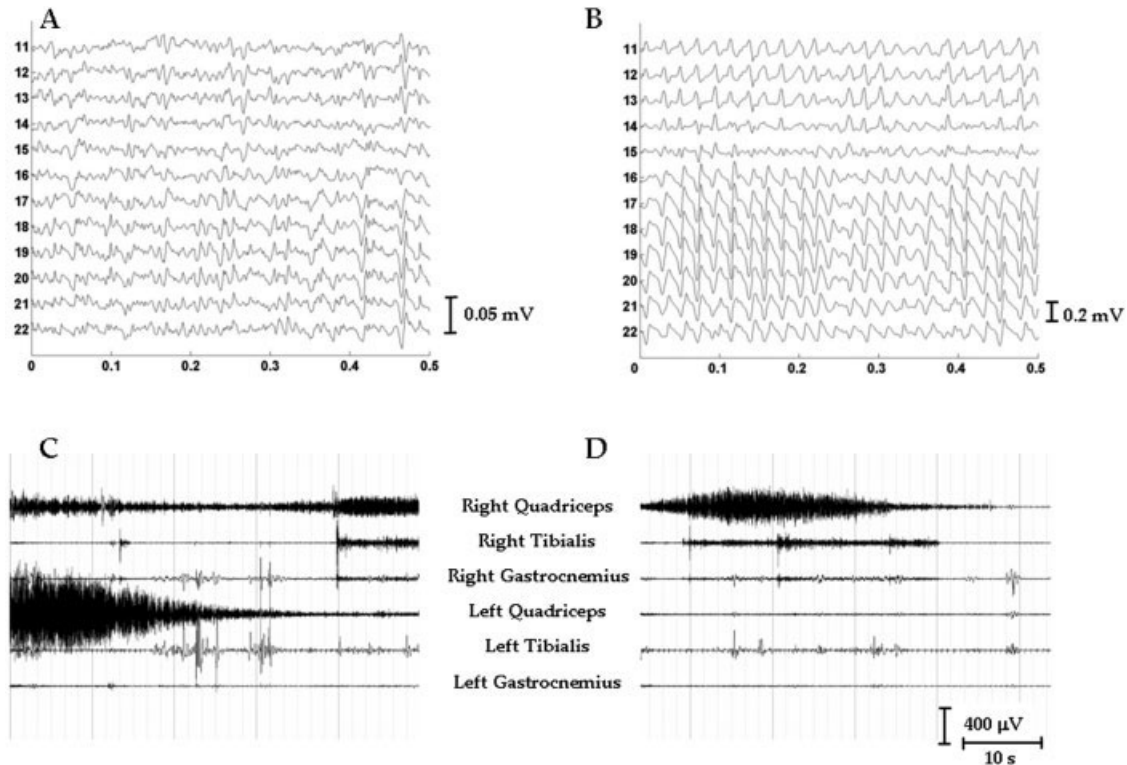 A
B
11
12
13
14
15
16
17
18
19
20
21
22
0.05 mV
0
0.1
0.2
0.3
0.4
0.5
11
12
13
14
15
16
17
18
19
20
21
22
0.2 mV
0
0.1
0.2
0.3
0.4
0.5
C
D
Right Quadriceps
Right Tibialis
Right Gastrocnemius
Left Quadriceps
Left Tibialis
Left Gastrocnemius
400 μV
10 s